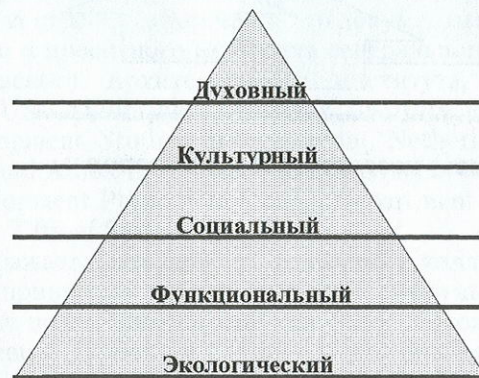 Духовный
Культурный
Социальный
Функциональный
Экологический